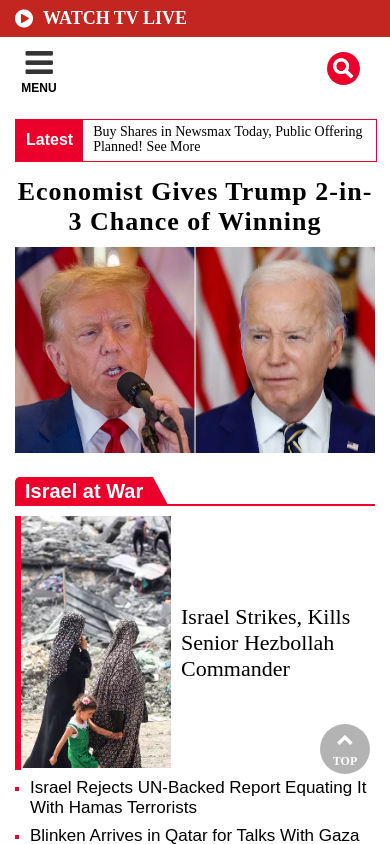 WATCH TV LIVE
MENU
Latest
Buy Shares in Newsmax Today, Public Offering
Planned! See More
Economist Gives Trump 2-in-
3 Chance of Winning
Israel at War
Israel Strikes, Kills
Senior Hezbollah
Commander
TOP
Israel Rejects UN-Backed Report Equating It
With Hamas Terrorists
Blinken Arrives in Qatar for Talks With Gaza